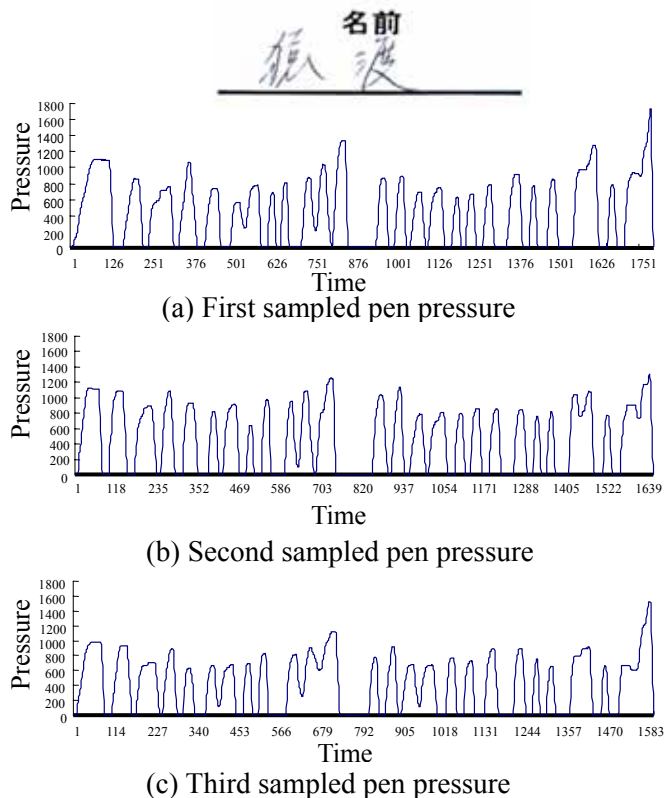 名前
猿渡
1800
1600
1400
1200
1000
800
600
400
200
0
Pressure
1 126 251 376 501 626 751 876 1001 1126 1251 1376 1501 1626 1751
Time
(a) First sampled pen pressure
1800
1600
1400
1200
1000
800
600
400
200
0
Pressure
1 118 235 352 469 586 703 820 937 1054 1171 1288 1405 1522 1639
Time
(b) Second sampled pen pressure
1800
1600
1400
1200
1000
800
600
400
200
0
Pressure
1 114 227 340 453 566 679 792 905 1018 1131 1244 1357 1470 1583
Time
(c) Third sampled pen pressure